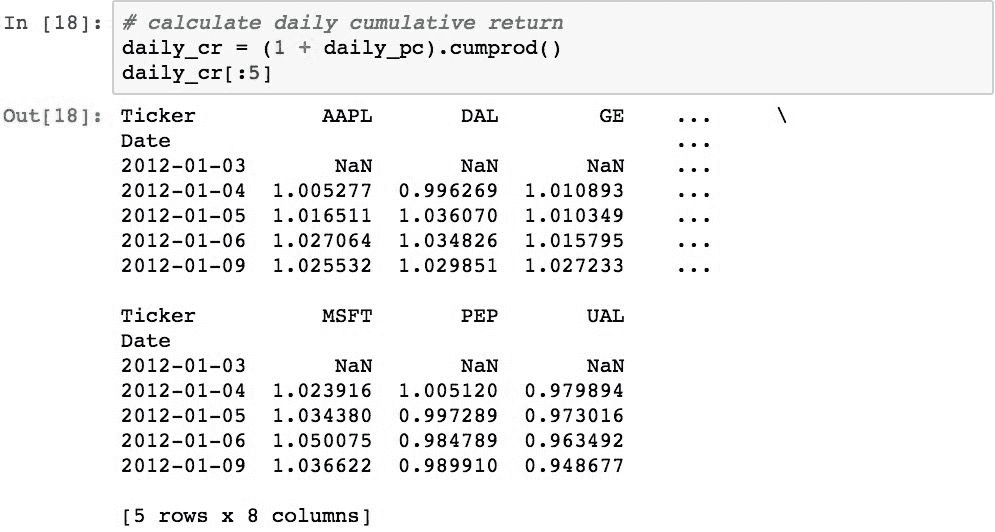 In [18]: # calculate daily cumulative return
daily_cr = (1 + daily_pc).cumprod()
daily_cr[:5]
Out[18]: Ticker AAPL DAL GE ... \
Date ...
2012-01-03 NaN NaN NaN ...
2012-01-04 1.005277 0.996269 1.010893 ...
2012-01-05 1.016511 1.036070 1.010349 ...
2012-01-06 1.027064 1.034826 1.015795 ...
2012-01-09 1.025532 1.029851 1.027233 ...
Ticker MSFT PEP UAL
Date
2012-01-03 NaN NaN NaN
2012-01-04 1.023916 1.005120 0.979894
2012-01-05 1.034380 0.997289 0.973016
2012-01-06 1.050075 0.984789 0.963492
2012-01-09 1.036622 0.989910 0.948677
[5 rows x 8 columns]